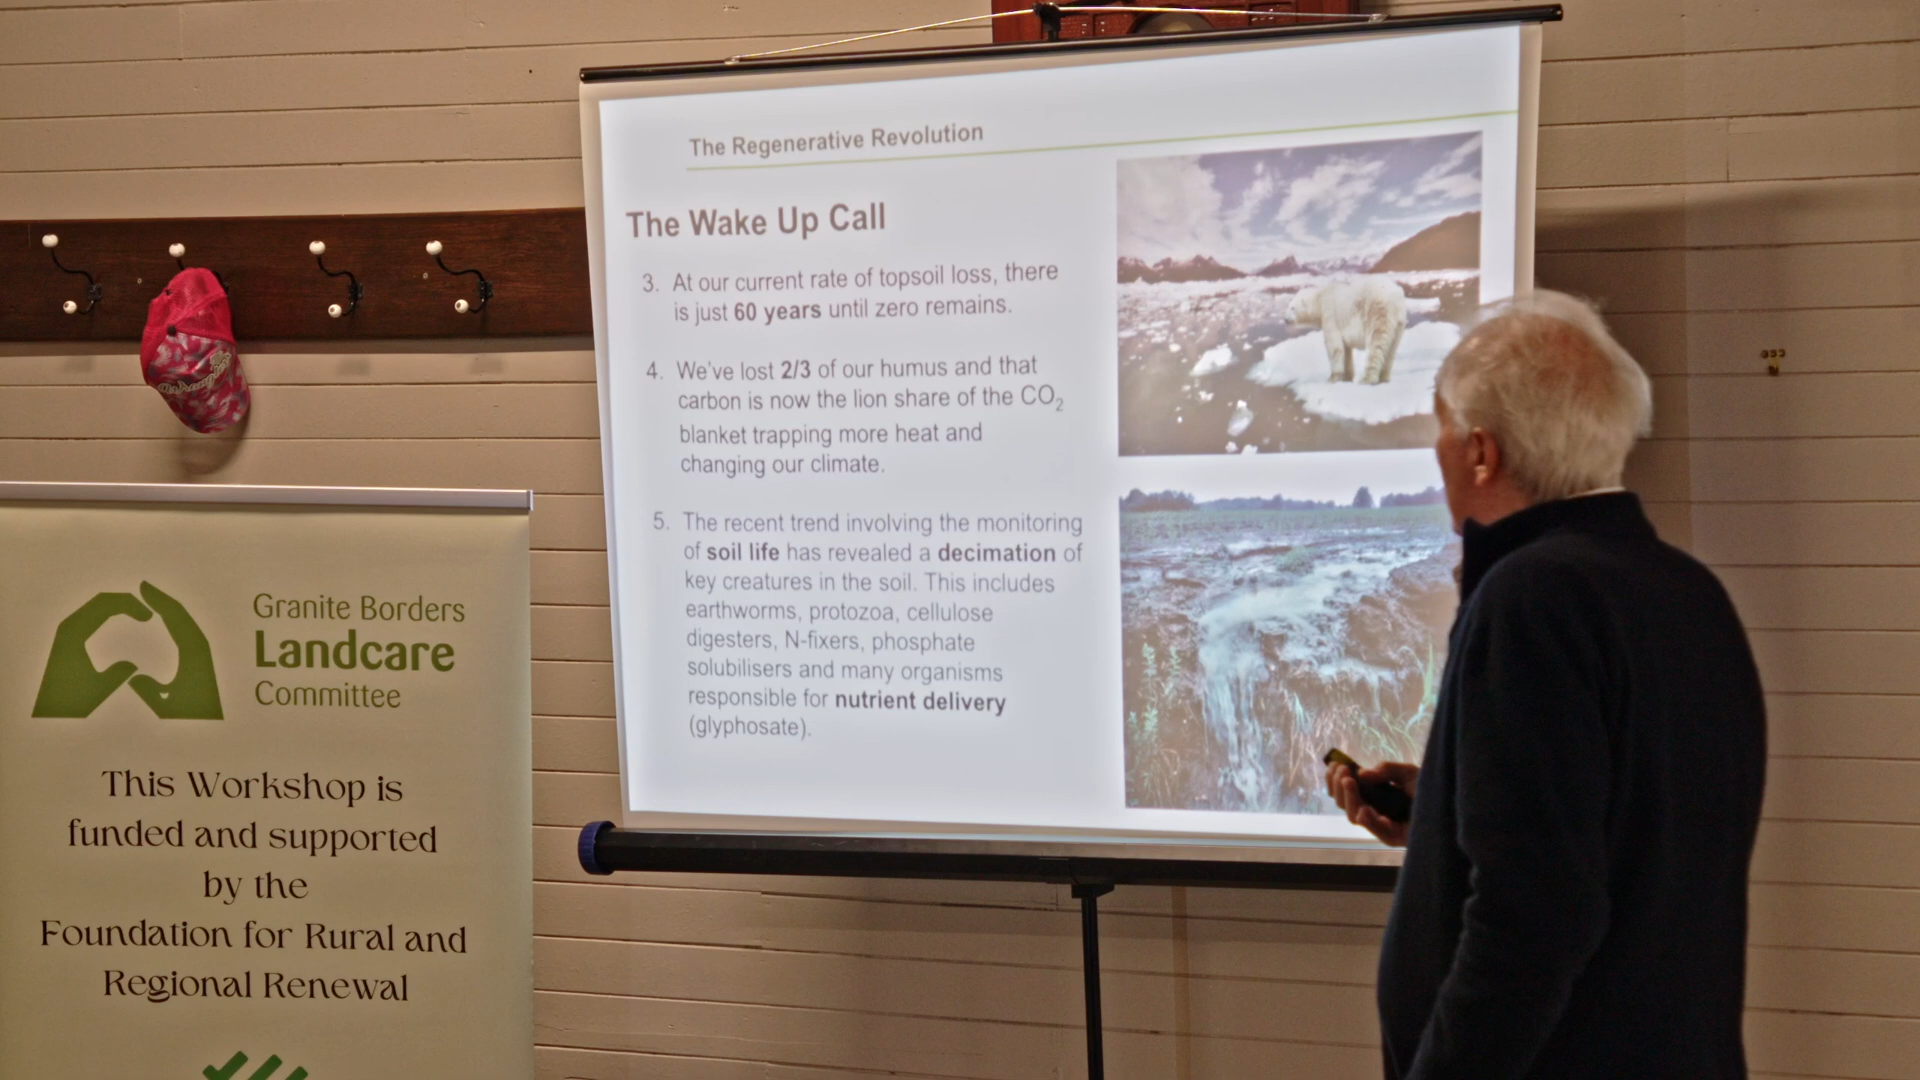 The Regenerative Revolution
The Wake Up Call
3. At our current rate of topsoil loss, there
is just 60 years until zero remains.
4. We've lost 2/3 of our humus and that
carbon is now the lion share of the CO₂
blanket trapping more heat and
changing our climate.
5. The recent trend involving the monitoring
of soil life has revealed a decimation of
key creatures in the soil. This includes
earthworms, protozoa, cellulose
digesters, N-fixers, phosphate
solubilisers and many organisms
responsible for nutrient delivery
(glyphosate).
Granite Borders
Landcare
Committee
This Workshop is
funded and supported
by the
Foundation for Rural and
Regional Renewal